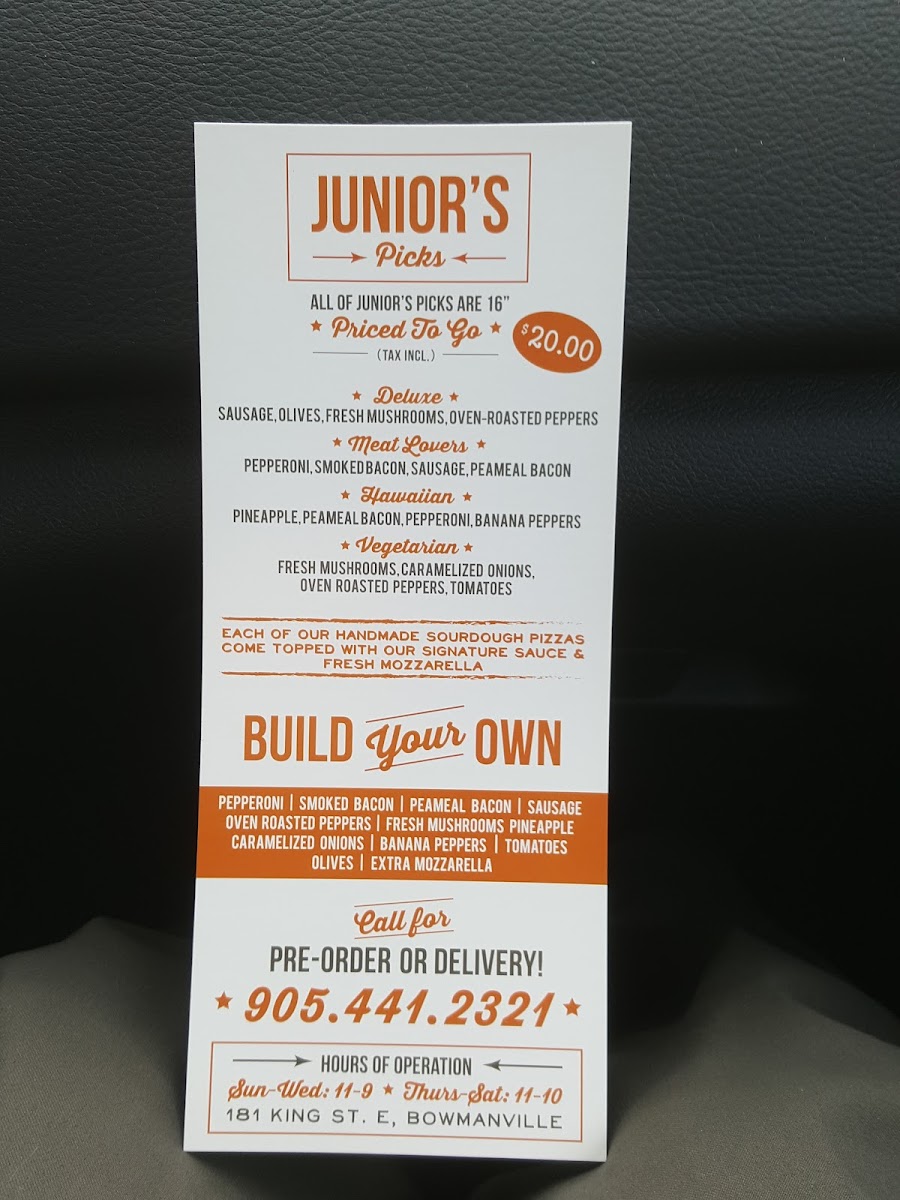 JUNIOR'S
Picks
ALL OF JUNIOR'S PICKS ARE 16"
Priced To Go
$20.00
(TAX INCL.)
Deluxe
SAUSAGE, OLIVES, FRESH MUSHROOMS, OVEN-ROASTED PEPPERS
Meat Lovers
PEPPERONI, SMOKED BACON, SAUSAGE, PEAMEAL BACON
Hawaiian
PINEAPPLE, PEAMEAL BACON, PEPPERONI, BANANA PEPPERS
Vegetarian
FRESH MUSHROOMS, CARAMELIZED ONIONS,
OVEN ROASTED PEPPERS, TOMATOES
EACH OF OUR HANDMADE SOURDOUGH PIZZAS
COME TOPPED WITH OUR SIGNATURE SAUCE &
FRESH MOZZARELLA
BUILD Your OWN
PEPPERONI | SMOKED BACON | PEAMEAL BACON | SAUSAGE
OVEN ROASTED PEPPERS | FRESH MUSHROOMS PINEAPPLE
CARAMELIZED ONIONS | BANANA PEPPERS | TOMATOES
OLIVES | EXTRA MOZZARELLA
Call for
PRE-ORDER OR DELIVERY!
905.441.2321
HOURS OF OPERATION
Sun-Wed: 11-9 ★ Thurs-Sat: 11-10
181 KING ST. E, BOWMANVILLE